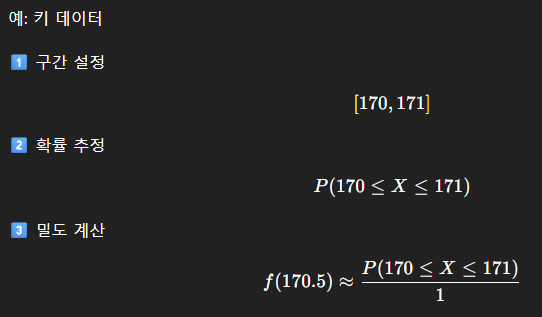 예: 키 데이터
1️⃣ 구간 설정
[170, 171]
2️⃣ 확률 추정
P(170 ≤ X ≤ 171)
3️⃣ 밀도 계산
f(170.5) ≈ P(170 ≤ X ≤ 171) / 1